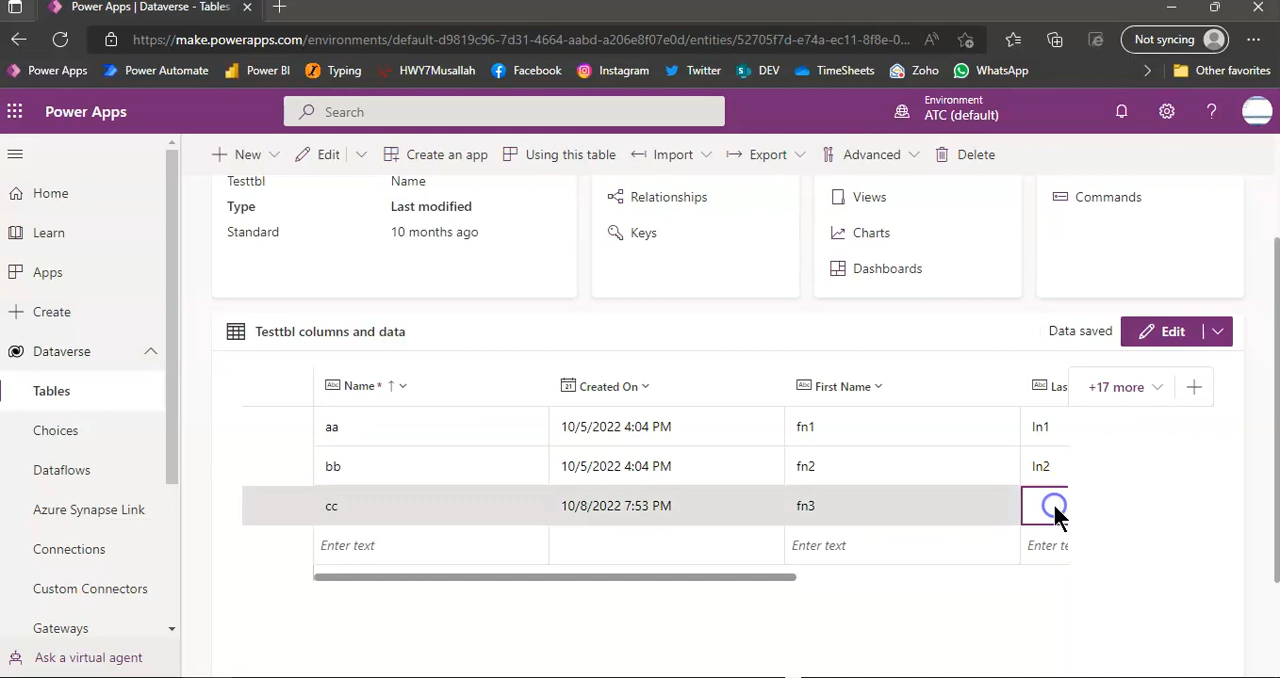 Power Apps | Dataverse - Tables
https://make.powerapps.com/environments/default-d9819c96-7d31-4664-aabd-a206e8f07e0d/entities/52705f7d-e74a-ec11-8f8e-0...
Not syncing
Power Apps Power Automate Power BI Typing HWY7Musallah Facebook Instagram Twitter DEV TimeSheets Zoho WhatsApp Other favorites
Power Apps
Search
Environment
ATC (default)
New Edit Create an app Using this table Import Export Advanced Delete
Home
Learn
Apps
Create
Dataverse
Tables
Choices
Dataflows
Azure Synapse Link
Connections
Custom Connectors
Gateways
Ask a virtual agent
Testtbl Name
Type Last modified
Standard 10 months ago
Relationships
Keys
Views
Charts
Dashboards
Commands
Testtbl columns and data
Data saved
Edit
Name * Created On First Name Las +17 more
aa 10/5/2022 4:04 PM fn1 ln1
bb 10/5/2022 4:04 PM fn2 ln2
cc 10/8/2022 7:53 PM fn3
Enter text Enter text Enter te